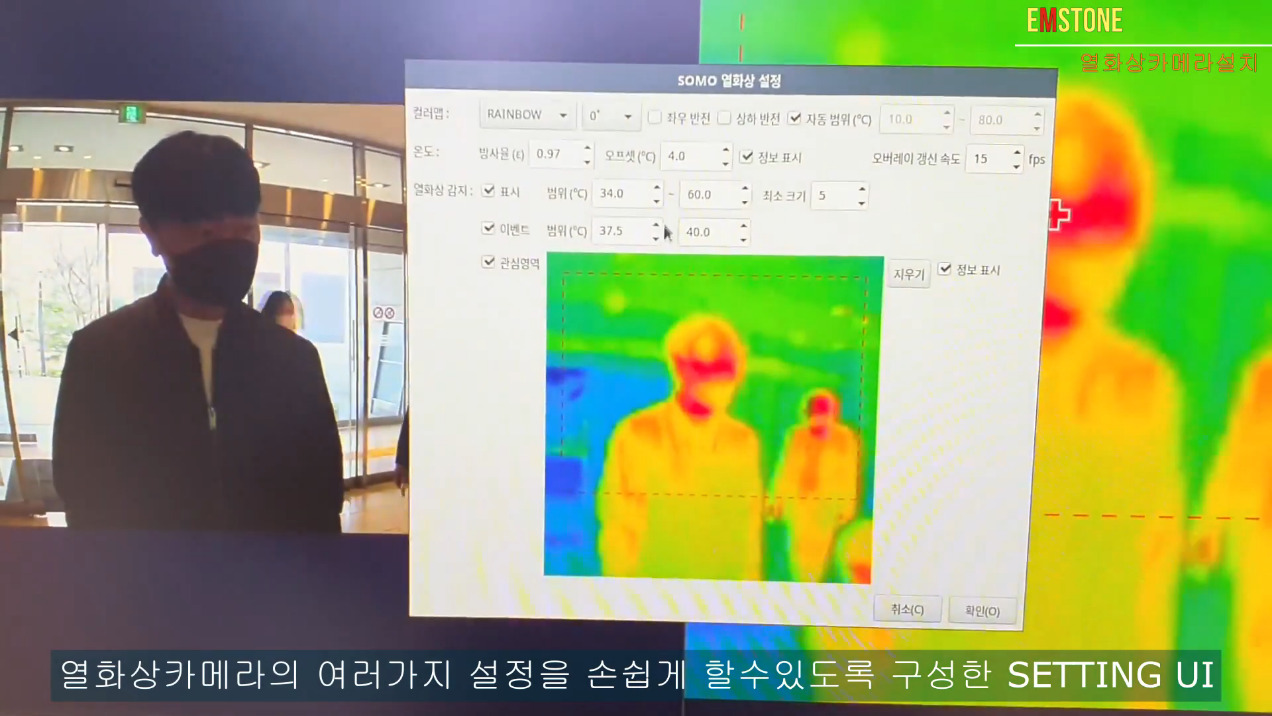 EMSTONE
열화상카메라설치
SOMO 열화상 설정
컬러맵 : RAINBOW 0° 좌우 반전 상하 반전 자동 범위(℃) 10.0 ~ 80.0
온도 : 방사율 (ε) 0.97 오프셋 (℃) 4.0 정보 표시 오버레이 갱신 속도 15 fps
열화상 감지 : 표시 범위 (℃) 34.0 ~ 60.0 최소 크기 5
이벤트 범위 (℃) 37.5 40.0
관심영역 지우기 정보 표시
취소(C) 확인(O)
열화상카메라의 여러가지 설정을 손쉽게 할수있도록 구성한 SETTING UI